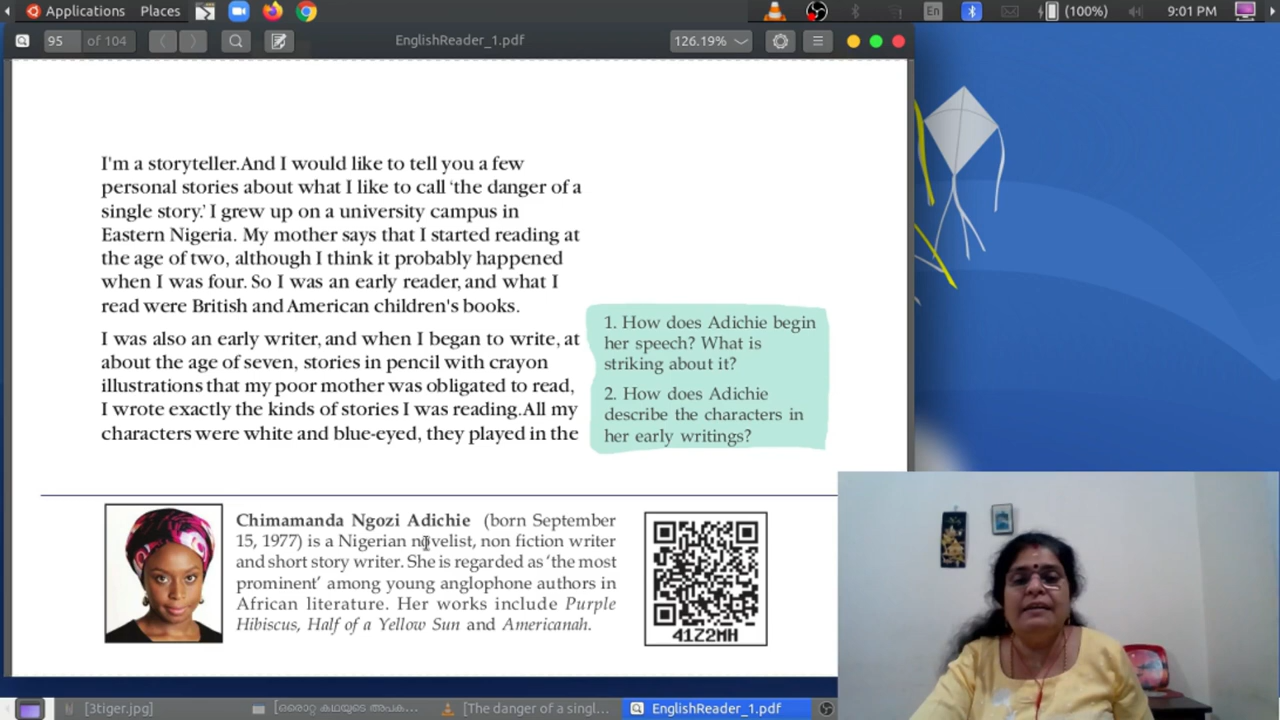 Applications Places En (100%) 9:01 PM
95 of 104 EnglishReader_1.pdf 126.19%
I'm a storyteller.And I would like to tell you a few
personal stories about what I like to call 'the danger of a
single story.' I grew up on a university campus in
Eastern Nigeria. My mother says that I started reading at
the age of two, although I think it probably happened
when I was four. So I was an early reader, and what I
read were British and American children's books.
I was also an early writer, and when I began to write, at
about the age of seven, stories in pencil with crayon
illustrations that my poor mother was obligated to read,
I wrote exactly the kinds of stories I was reading. All my
characters were white and blue-eyed, they played in the
1. How does Adichie begin
her speech? What is
striking about it?
2. How does Adichie
describe the characters in
her early writings?
Chimamanda Ngozi Adichie (born September
15, 1977) is a Nigerian novelist, non fiction writer
and short story writer. She is regarded as 'the most
prominent' among young anglophone authors in
African literature. Her works include Purple
Hibiscus, Half of a Yellow Sun and Americanah.
41Z2MH
[3tiger.jpg] [ഒരൊറ്റ കഥയുടെ അപക... [The danger of a singl... EnglishReader_1.pdf